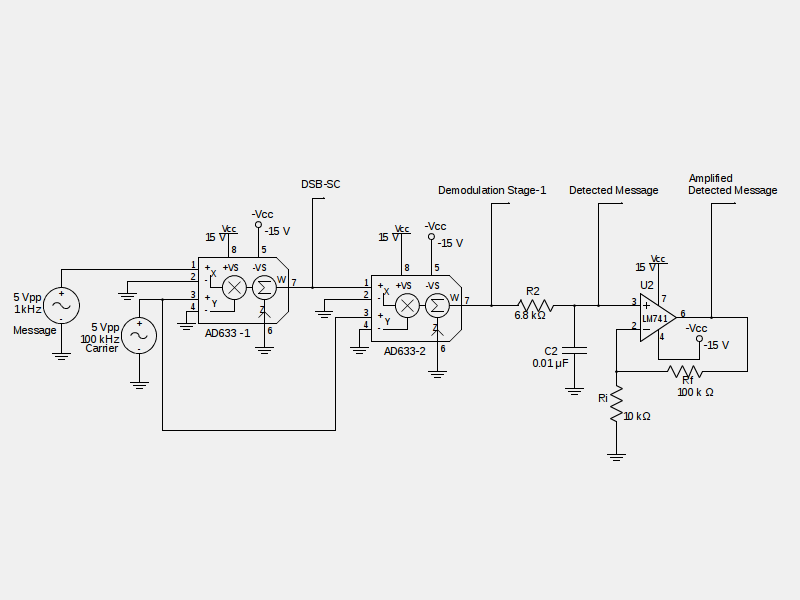 Amplified
DSB-SC
Demodulation Stage-1
Detected Message
Detected Message
-Vcc
Vcc
15 V
-15 V
-Vcc
Vcc
15 V
-15 V
8
5
1
+
X
+VS
-VS
2
-
W
7
3
+
Y
4
-
Z
6
AD633 -1
8
5
1
+
X
+VS
-VS
2
-
W
7
3
+
Y
4
-
Z
6
AD633-2
5 Vpp
1kHz
Message
+
-
5 Vpp
100 kHz
Carrier
+
-
R2
6.8 kΩ
C2
0.01 µF
Vcc
15 V
U2
7
3
+
LM741
6
2
−
4
-Vcc
-15 V
Rf
100 k Ω
Ri
10 kΩ